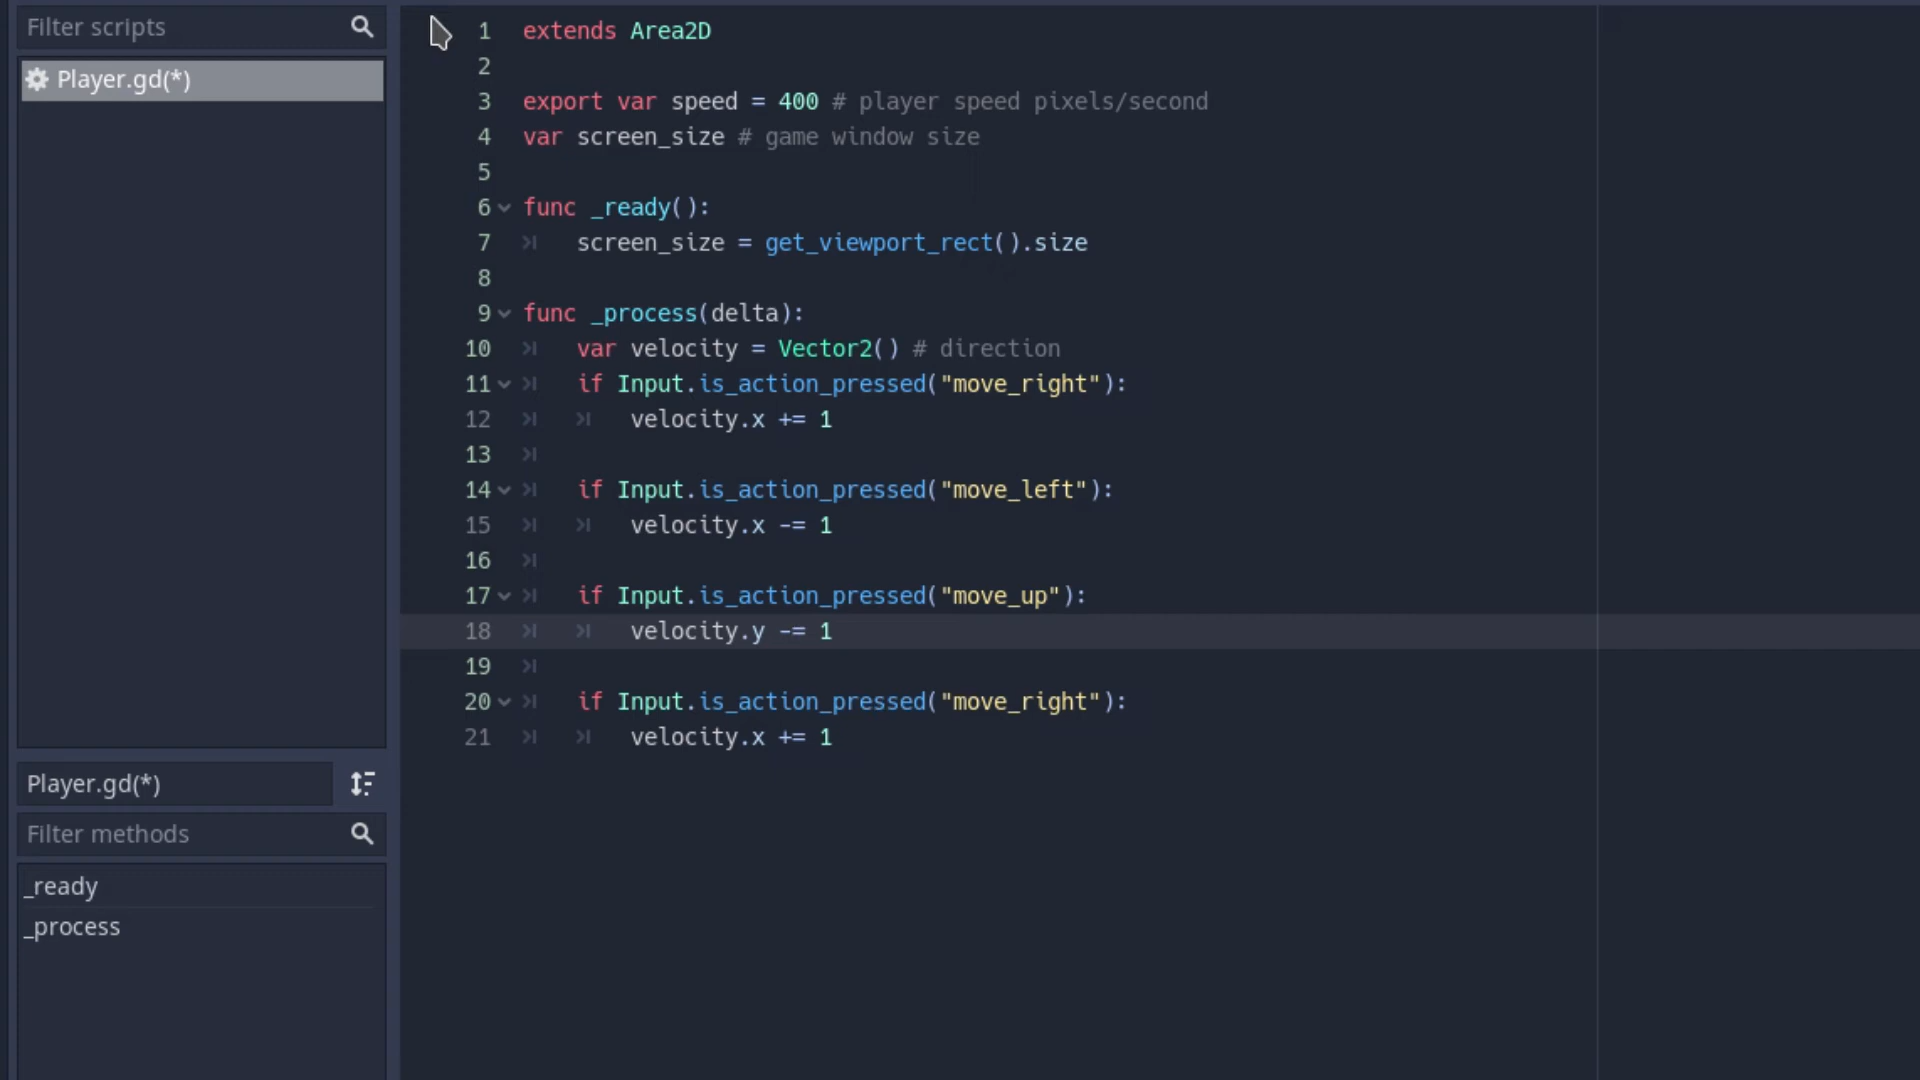 Filter scripts
Player.gd(*)
Player.gd(*)
Filter methods
_ready
_process
1 extends Area2D
2
3 export var speed = 400 # player speed pixels/second
4 var screen_size # game window size
5
6 func _ready():
7 screen_size = get_viewport_rect().size
8
9 func _process(delta):
10 var velocity = Vector2() # direction
11 if Input.is_action_pressed("move_right"):
12 velocity.x += 1
13
14 if Input.is_action_pressed("move_left"):
15 velocity.x -= 1
16
17 if Input.is_action_pressed("move_up"):
18 velocity.y -= 1
19
20 if Input.is_action_pressed("move_right"):
21 velocity.x += 1